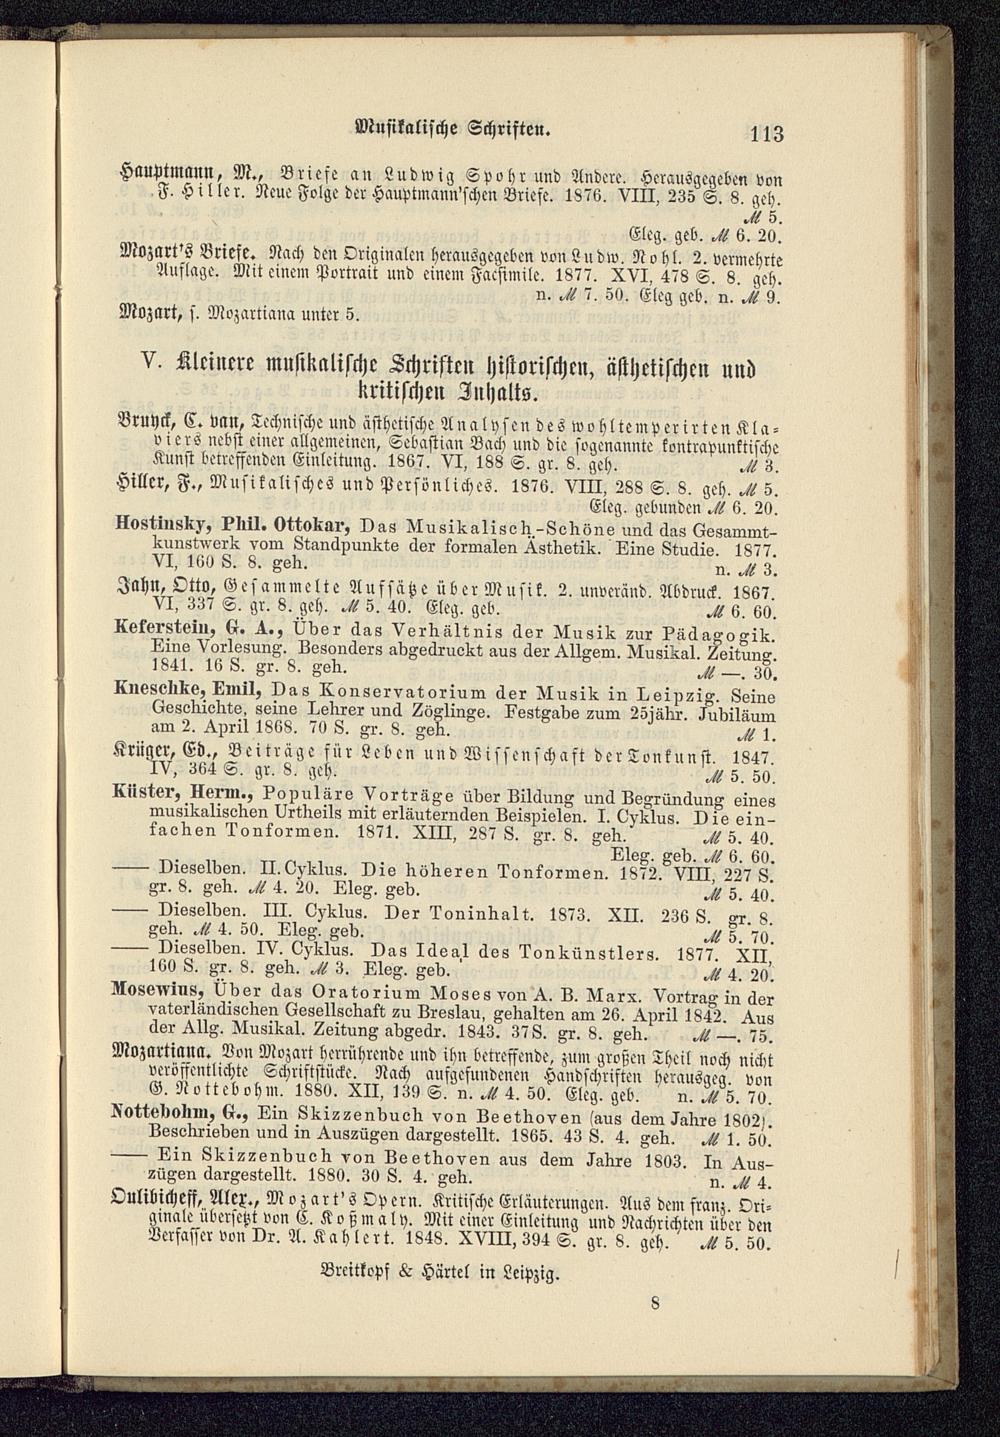 Musikalische Schriften. 113
Hauptmann, M., Briefe an Ludwig Spohr und Andere. Herausgegeben von
F. Hiller. Neue Folge der Hauptmann'schen Briefe. 1876. VIII, 235 S. 8. geh.
ℳ 5.
Eleg. geb. ℳ 6. 20.
Mozart's Briefe. Nach den Originalen herausgegeben von Ludw. Nohl. 2. vermehrte
Auflage. Mit einem Portrait und einem Facsimile. 1877. XVI, 478 S. 8. geh.
n. ℳ 7. 50. Eleg geb. n. ℳ 9.
Mozart, s. Mozartiana unter 5.
V. Kleinere musikalische Schriften historischen, ästhetischen und
kritischen Inhalts.
Bruyck, C. van, Technische und ästhetische Analysen des wohltemperirten Kla-
viers nebst einer allgemeinen, Sebastian Bach und die sogenannte kontrapunktische
Kunst betreffenden Einleitung. 1867. VI, 188 S. gr. 8. geh. ℳ 3.
Hiller, F., Musikalisches und Persönliches. 1876. VIII, 288 S. 8. geh. ℳ 5.
Eleg. gebunden ℳ 6. 20.
Hostinsky, Phil. Ottokar, Das Musikalisch-Schöne und das Gesammt-
kunstwerk vom Standpunkte der formalen Ästhetik. Eine Studie. 1877.
VI, 160 S. 8. geh. n. ℳ 3.
Jahn, Otto, Gesammelte Aufsätze über Musik. 2. unveränd. Abdruck. 1867.
VI, 337 S. gr. 8. geh. ℳ 5. 40. Eleg. geb. ℳ 6. 60.
Keferstein, G. A., Über das Verhältnis der Musik zur Pädagogik.
Eine Vorlesung. Besonders abgedruckt aus der Allgem. Musikal. Zeitung.
1841. 16 S. gr. 8. geh. ℳ —. 30.
Kneschke, Emil, Das Konservatorium der Musik in Leipzig. Seine
Geschichte, seine Lehrer und Zöglinge. Festgabe zum 25jähr. Jubiläum
am 2. April 1868. 70 S. gr. 8. geh. ℳ 1.
Krüger, Ed., Beiträge für Leben und Wissenschaft der Tonkunst. 1847.
IV, 364 S. gr. 8. geh. ℳ 5. 50.
Küster, Herm., Populäre Vorträge über Bildung und Begründung eines
musikalischen Urtheils mit erläuternden Beispielen. I. Cyklus. Die ein-
fachen Tonformen. 1871. XIII, 287 S. gr. 8. geh. ℳ 5. 40.
Eleg. geb. ℳ 6. 60.
—— Dieselben. II. Cyklus. Die höheren Tonformen. 1872. VIII, 227 S.
gr. 8. geh. ℳ 4. 20. Eleg. geb. ℳ 5. 40.
—— Dieselben. III. Cyklus. Der Toninhalt. 1873. XII. 236 S. gr. 8.
geh. ℳ 4. 50. Eleg. geb. ℳ 5. 70.
—— Dieselben. IV. Cyklus. Das Ideal des Tonkünstlers. 1877. XII,
160 S. gr. 8. geh. ℳ 3. Eleg. geb. ℳ 4. 20.
Mosewius, Über das Oratorium Moses von A. B. Marx. Vortrag in der
vaterländischen Gesellschaft zu Breslau, gehalten am 26. April 1842. Aus
der Allg. Musikal. Zeitung abgedr. 1843. 37 S. gr. 8. geh. ℳ —. 75.
Mozartiana. Von Mozart herrührende und ihn betreffende, zum großen Theil noch nicht
veröffentlichte Schriftstücke. Nach aufgefundenen Handschriften herausgeg. von
G. Nottebohm. 1880. XII, 139 S. n. ℳ 4. 50. Eleg. geb. n. ℳ 5. 70.
Nottebohm, G., Ein Skizzenbuch von Beethoven (aus dem Jahre 1802).
Beschrieben und in Auszügen dargestellt. 1865. 43 S. 4. geh. ℳ 1. 50.
—— Ein Skizzenbuch von Beethoven aus dem Jahre 1803. In Aus-
zügen dargestellt. 1880. 30 S. 4. geh. n. ℳ 4.
Oulibicheff, Alex., Mozart's Opern. Kritische Erläuterungen. Aus dem franz. Ori-
ginale übersetzt von C. Koßmaly. Mit einer Einleitung und Nachrichten über den
Verfasser von Dr. A. Kahlert. 1848. XVIII, 394 S. gr. 8. geh. ℳ 5. 50.
Breitkopf & Härtel in Leipzig.
8